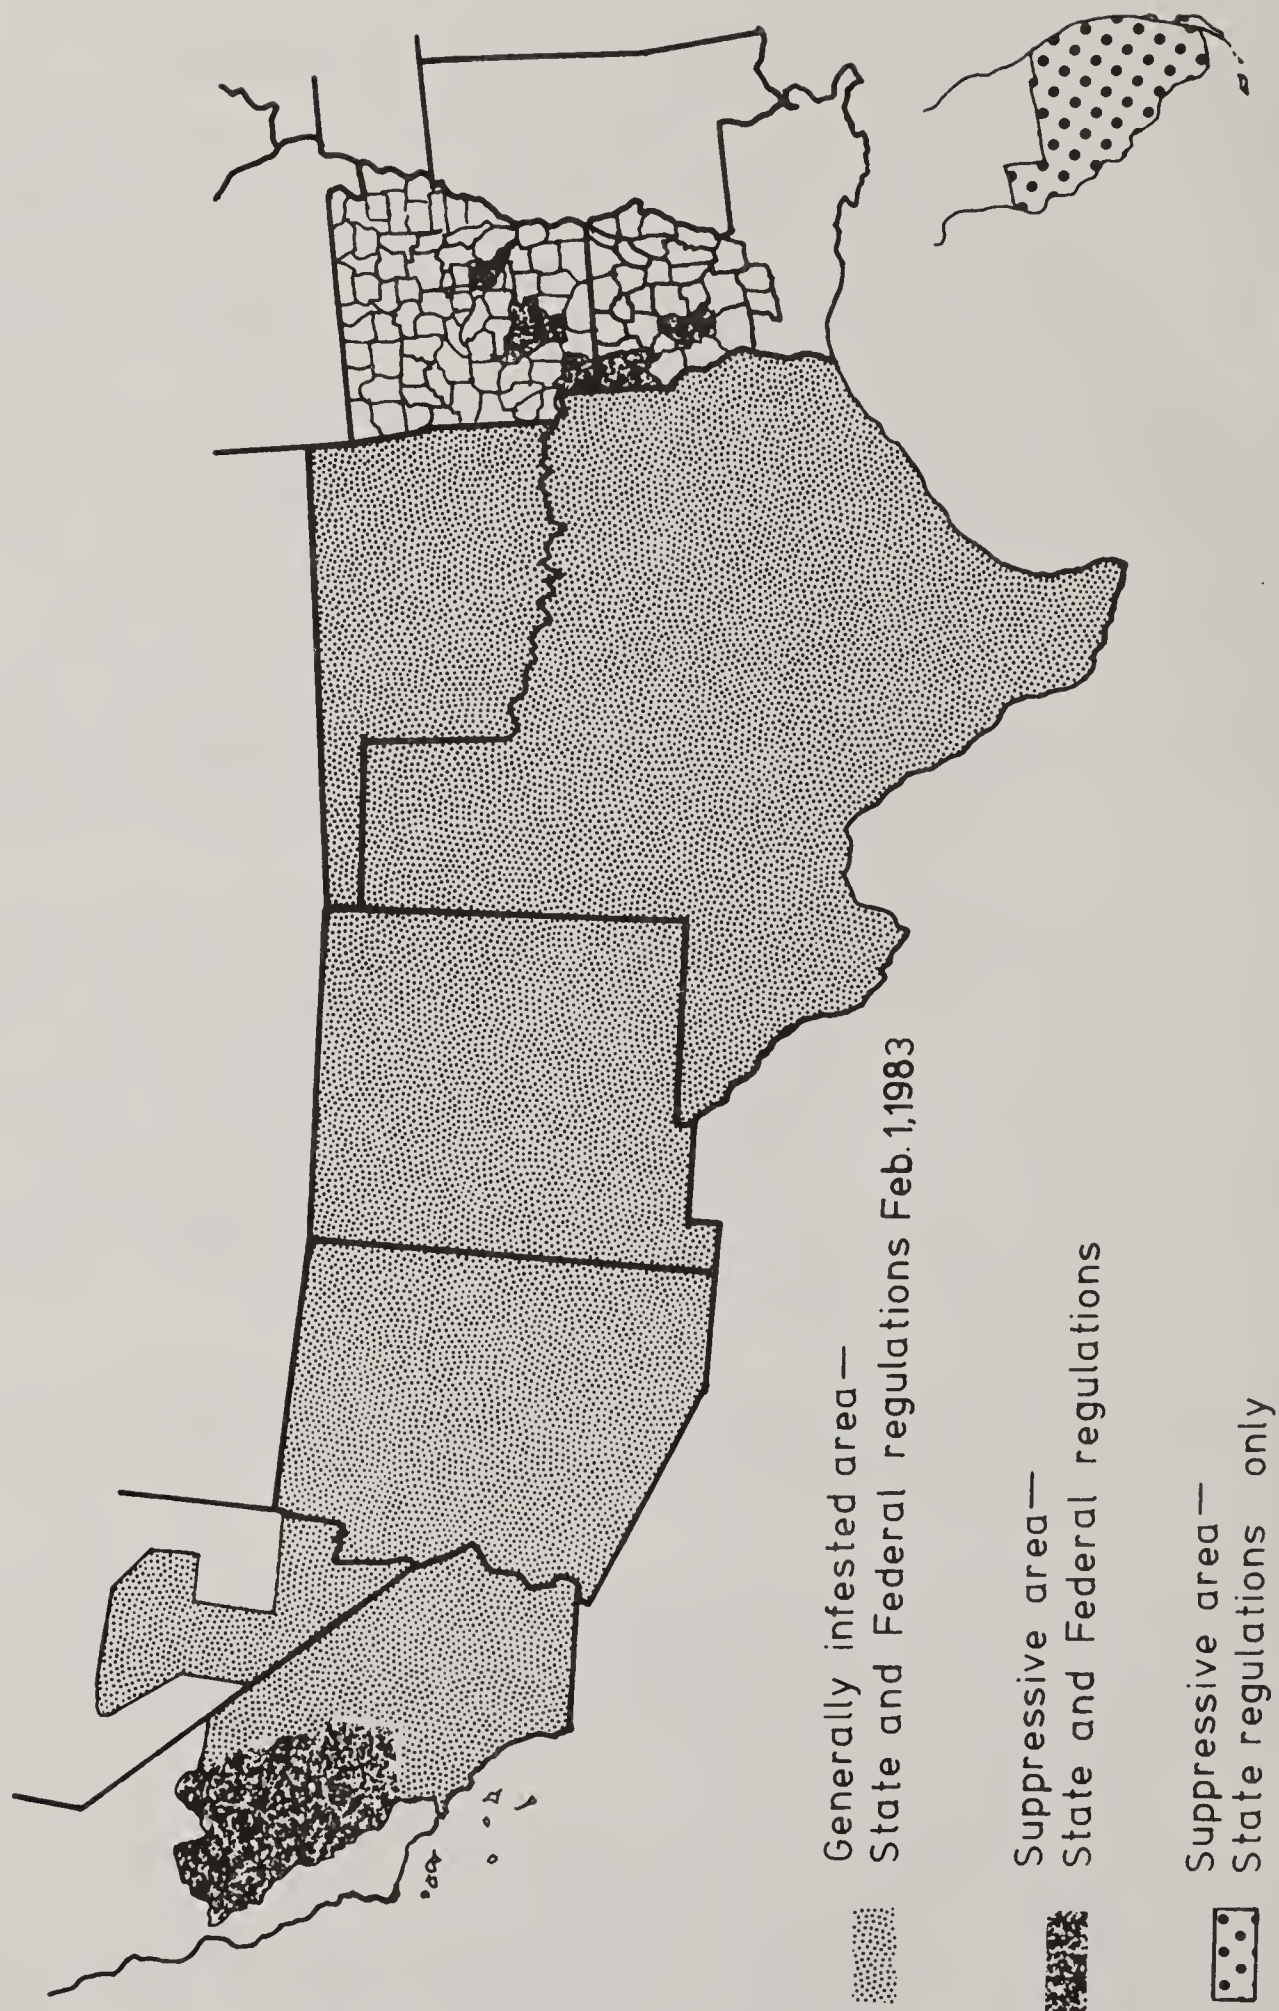 Generally infested area—
State and Federal regulations Feb. 1, 1983
Suppressive area—
State and Federal regulations
Suppressive area—
State regulations only